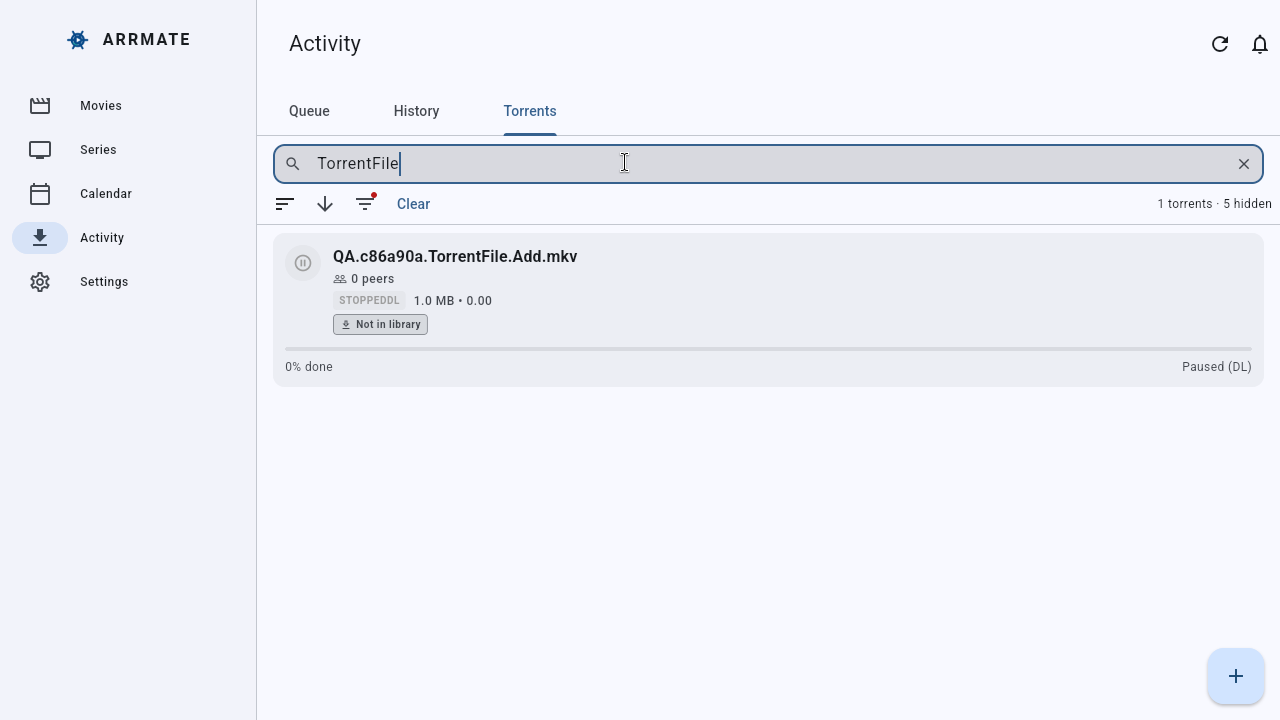 ARRMATE
Movies
Series
Calendar
Activity
Settings
Activity
Queue
History
Torrents
TorrentFile
Clear
1 torrents · 5 hidden
QA.c86a90a.TorrentFile.Add.mkv
0 peers
STOPPEDDL
1.0 MB • 0.00
Not in library
0% done
Paused (DL)